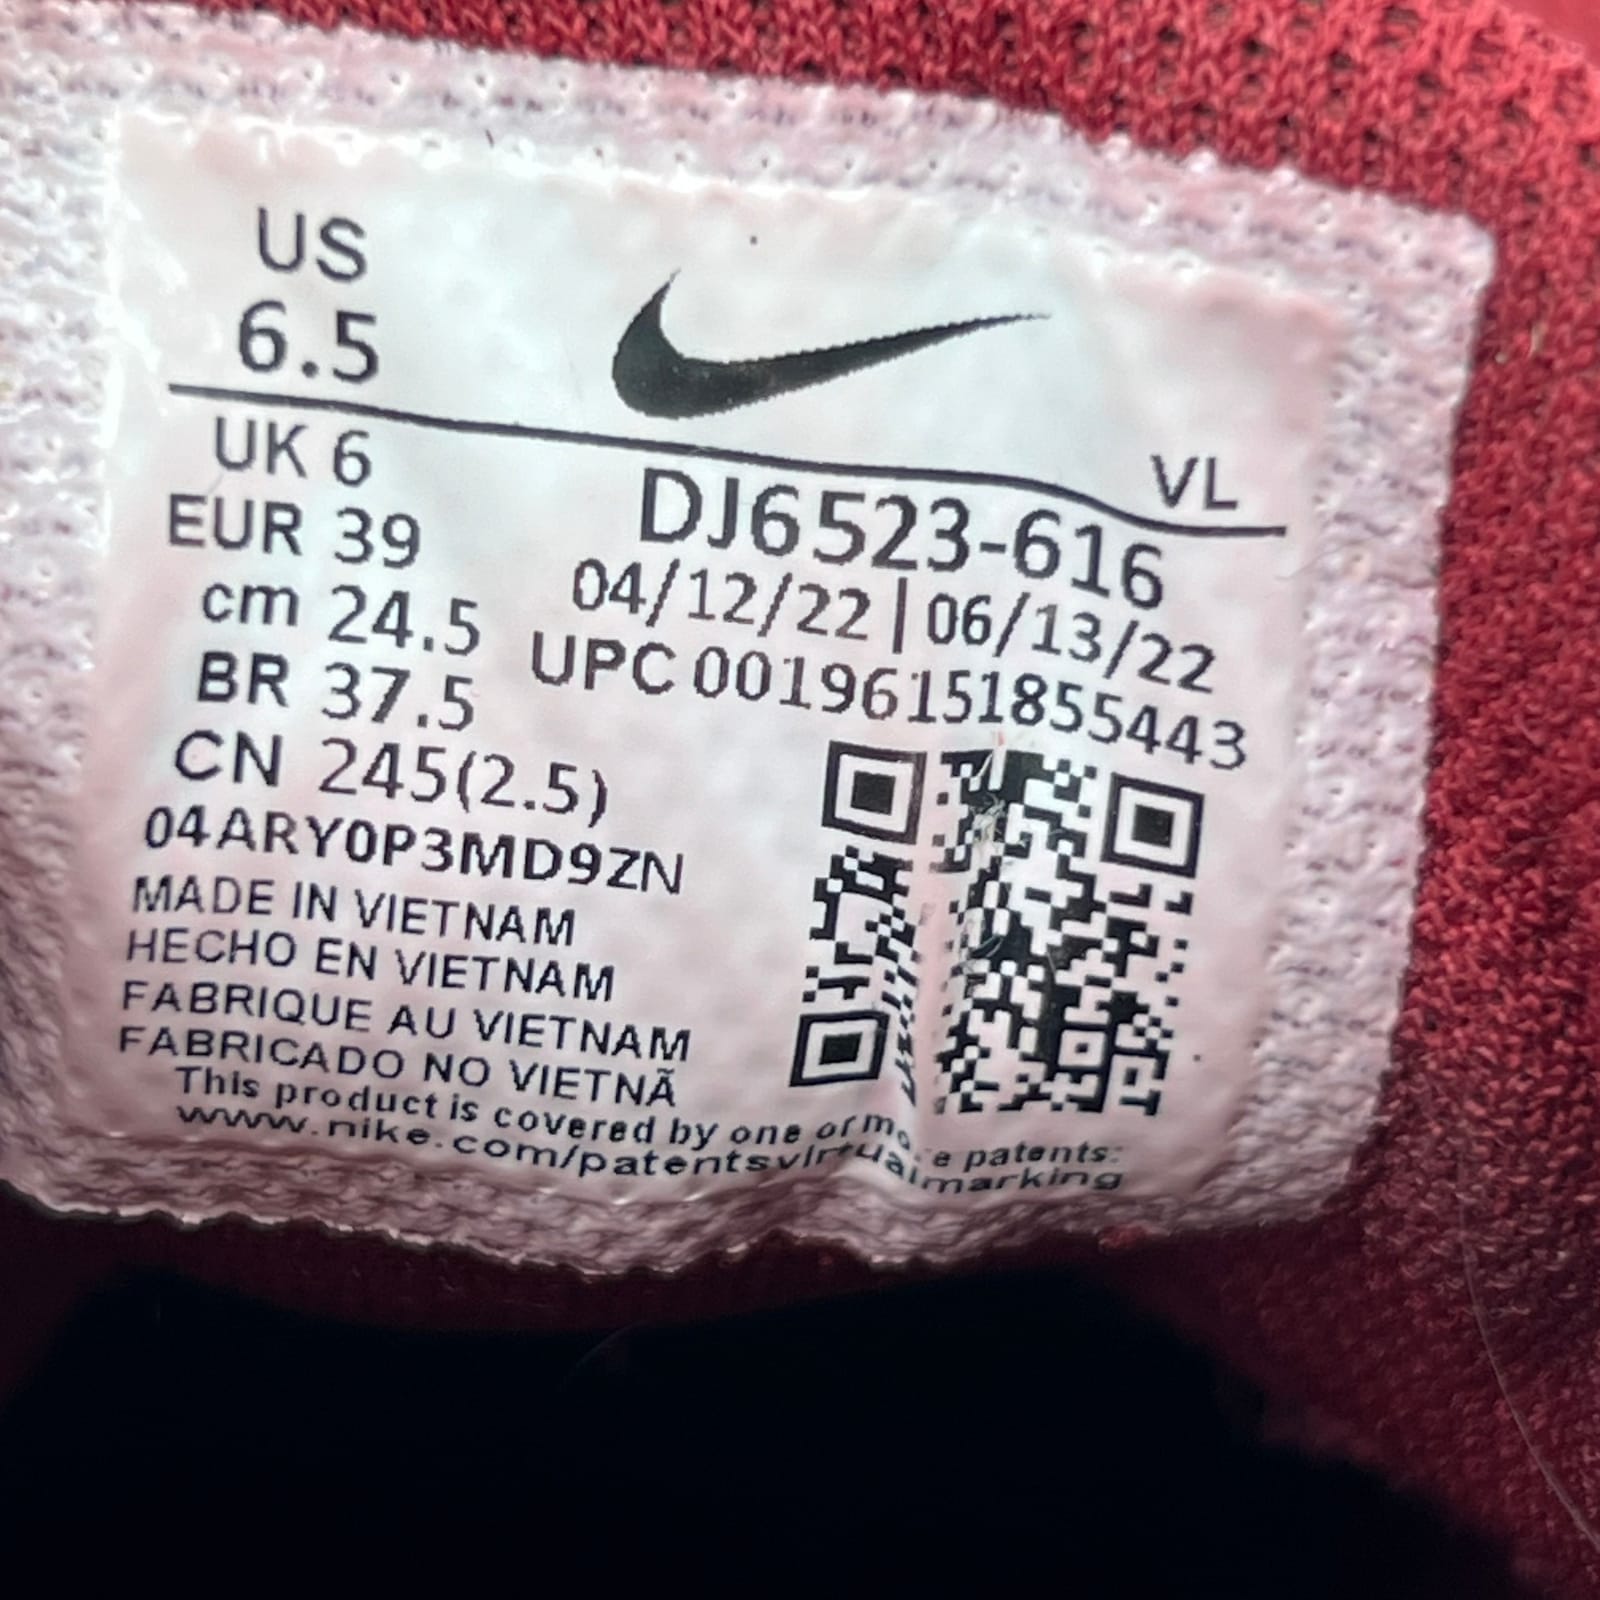 US
6.5
VL
UK 6
EUR 39
cm 24.5
BR 37.5
CN 245(2.5)
DJ6523-616
04/12/22 | 06/13/22
UPC 00196151855443
04ARY0P3MD9ZN
MADE IN VIETNAM
HECHO EN VIETNAM
FABRIQUE AU VIETNAM
FABRICADO NO VIETNÃ
This product is covered by one or more patents:
www.nike.com/patentsvirtualmarking